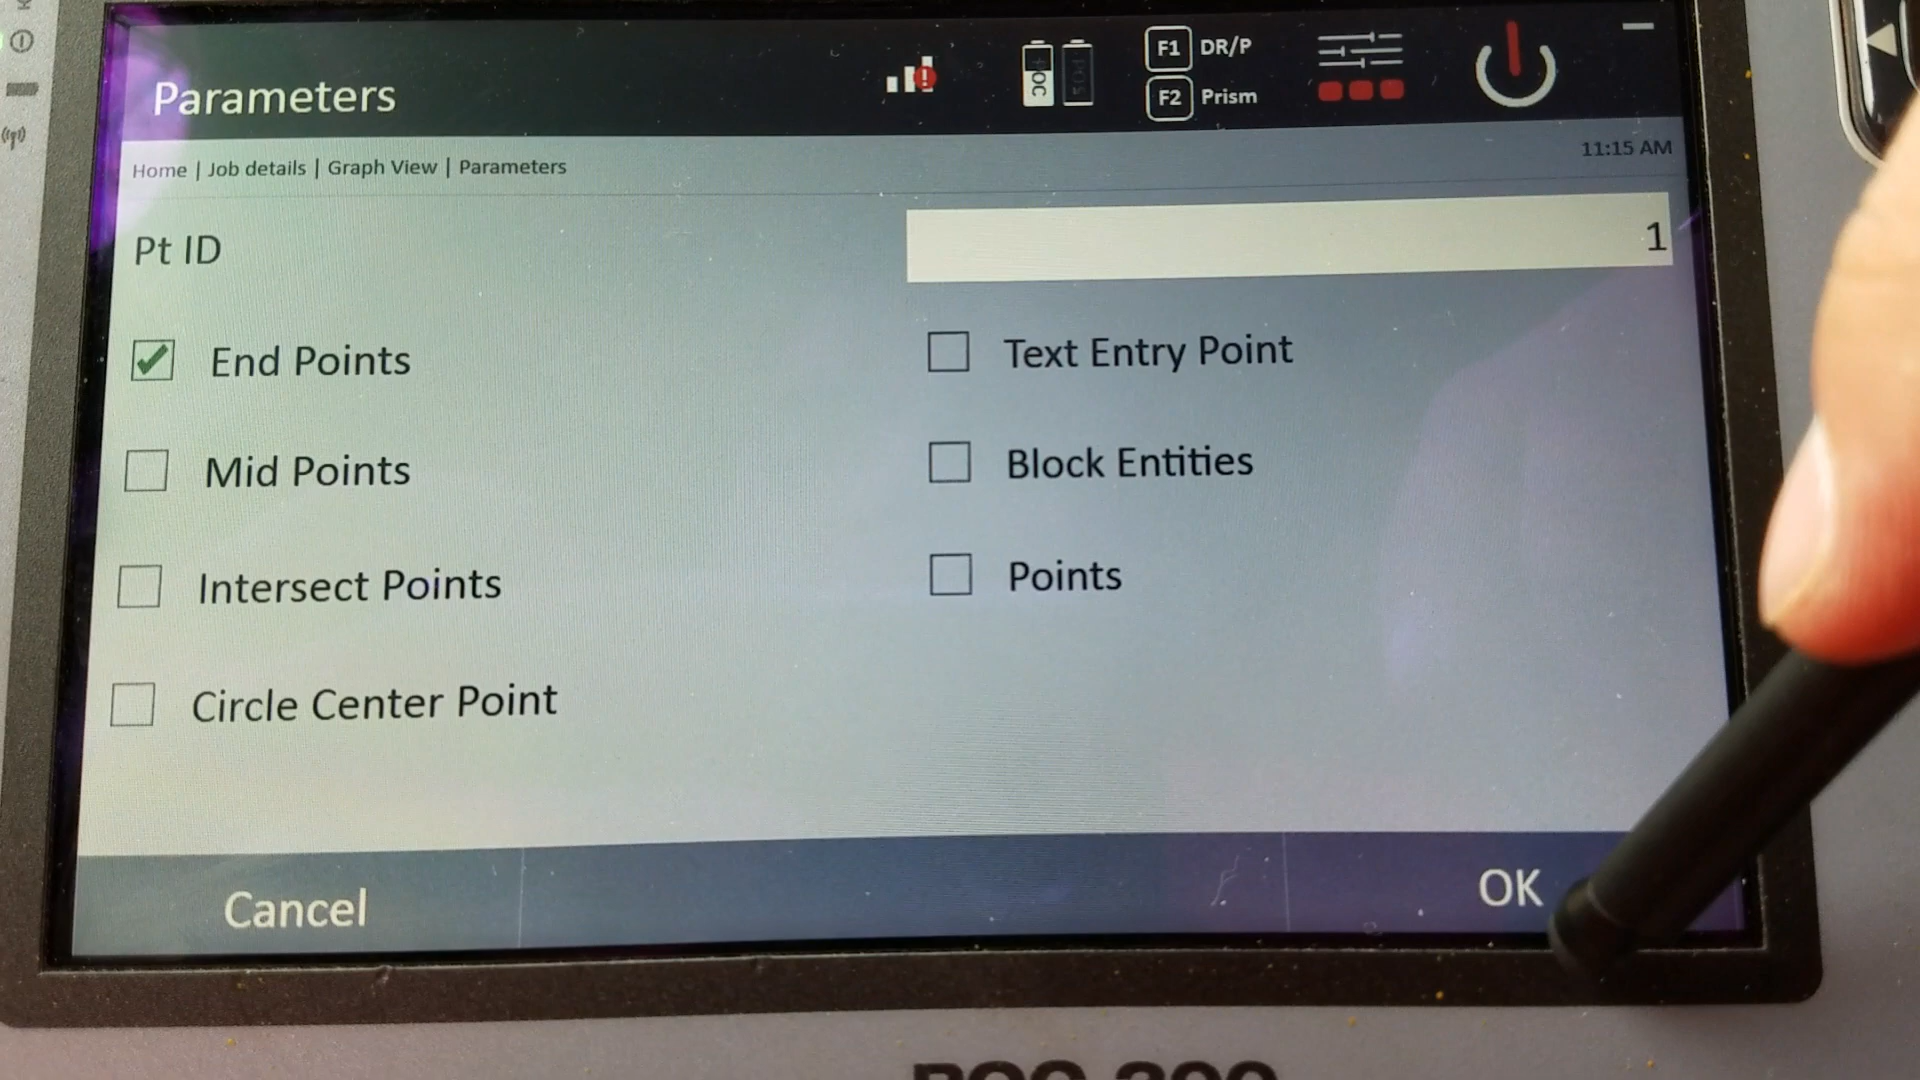 Parameters
F1 DR/P
F2 Prism
Home | Job details | Graph View | Parameters
11:15 AM
Pt ID
1
End Points
Text Entry Point
Mid Points
Block Entities
Intersect Points
Points
Circle Center Point
Cancel
OK